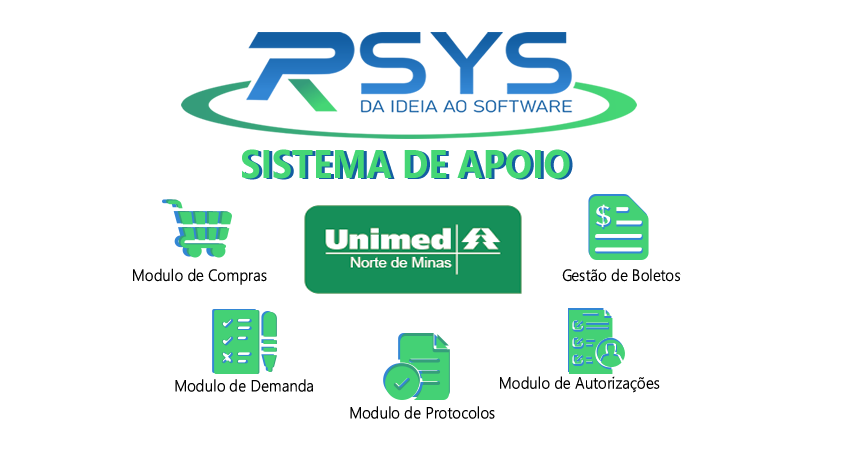 RSYS
DA IDEIA AO SOFTWARE
SISTEMA DE APOIO
Unimed
Norte de Minas
$
Modulo de Compras
Gestão de Boletos
Modulo de Demanda
Modulo de Protocolos
Modulo de Autorizações